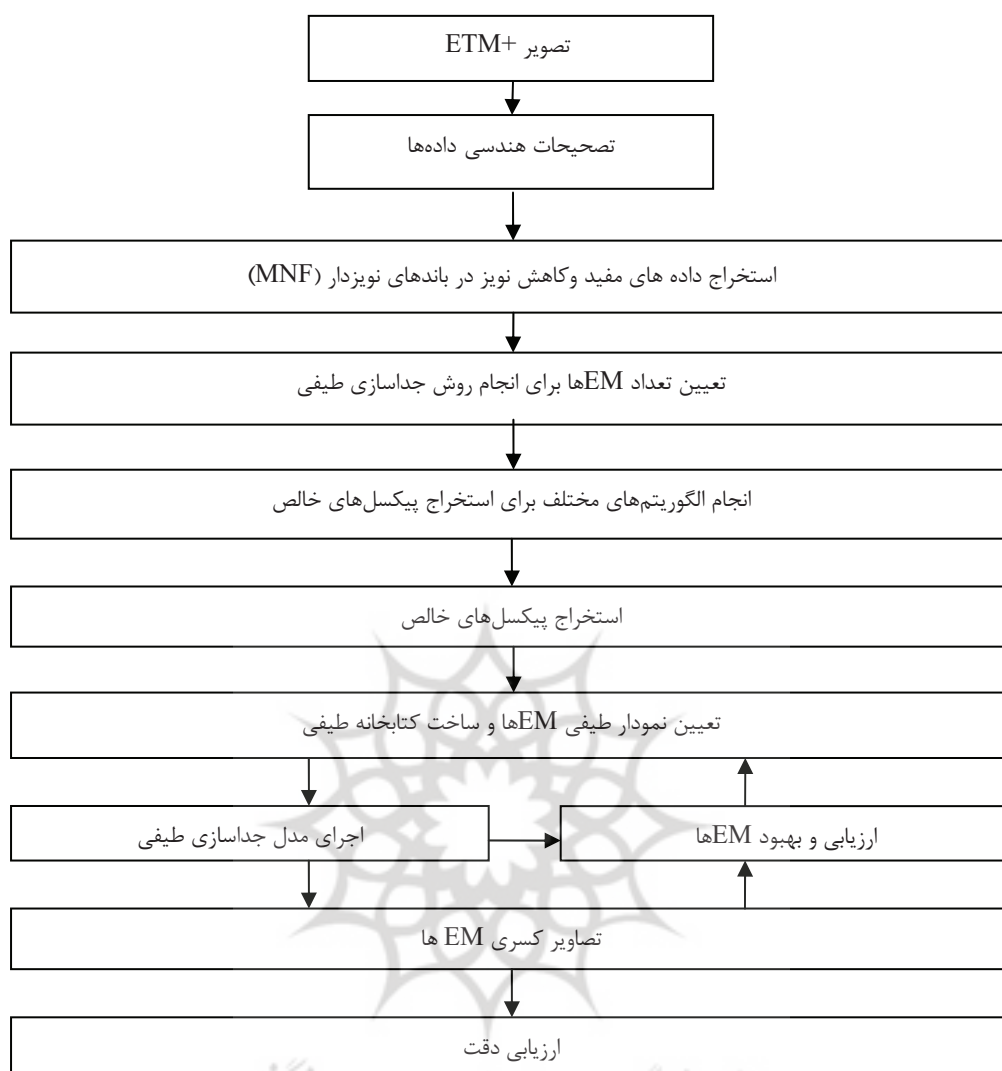 تصویر ETM+
تصحیحات هندسی داده‌ها
استخراج داده های مفید وکاهش نویز در باندهای نویزدار (MNF)
تعیین تعداد EMها برای انجام روش جداسازی طیفی
انجام الگوریتم‌های مختلف برای استخراج پیکسل‌های خالص
استخراج پیکسل‌های خالص
تعیین نمودار طیفی EMها و ساخت کتابخانه طیفی
اجرای مدل جداسازی طیفی
ارزیابی و بهبود EMها
تصاویر کسری EM ها
ارزیابی دقت